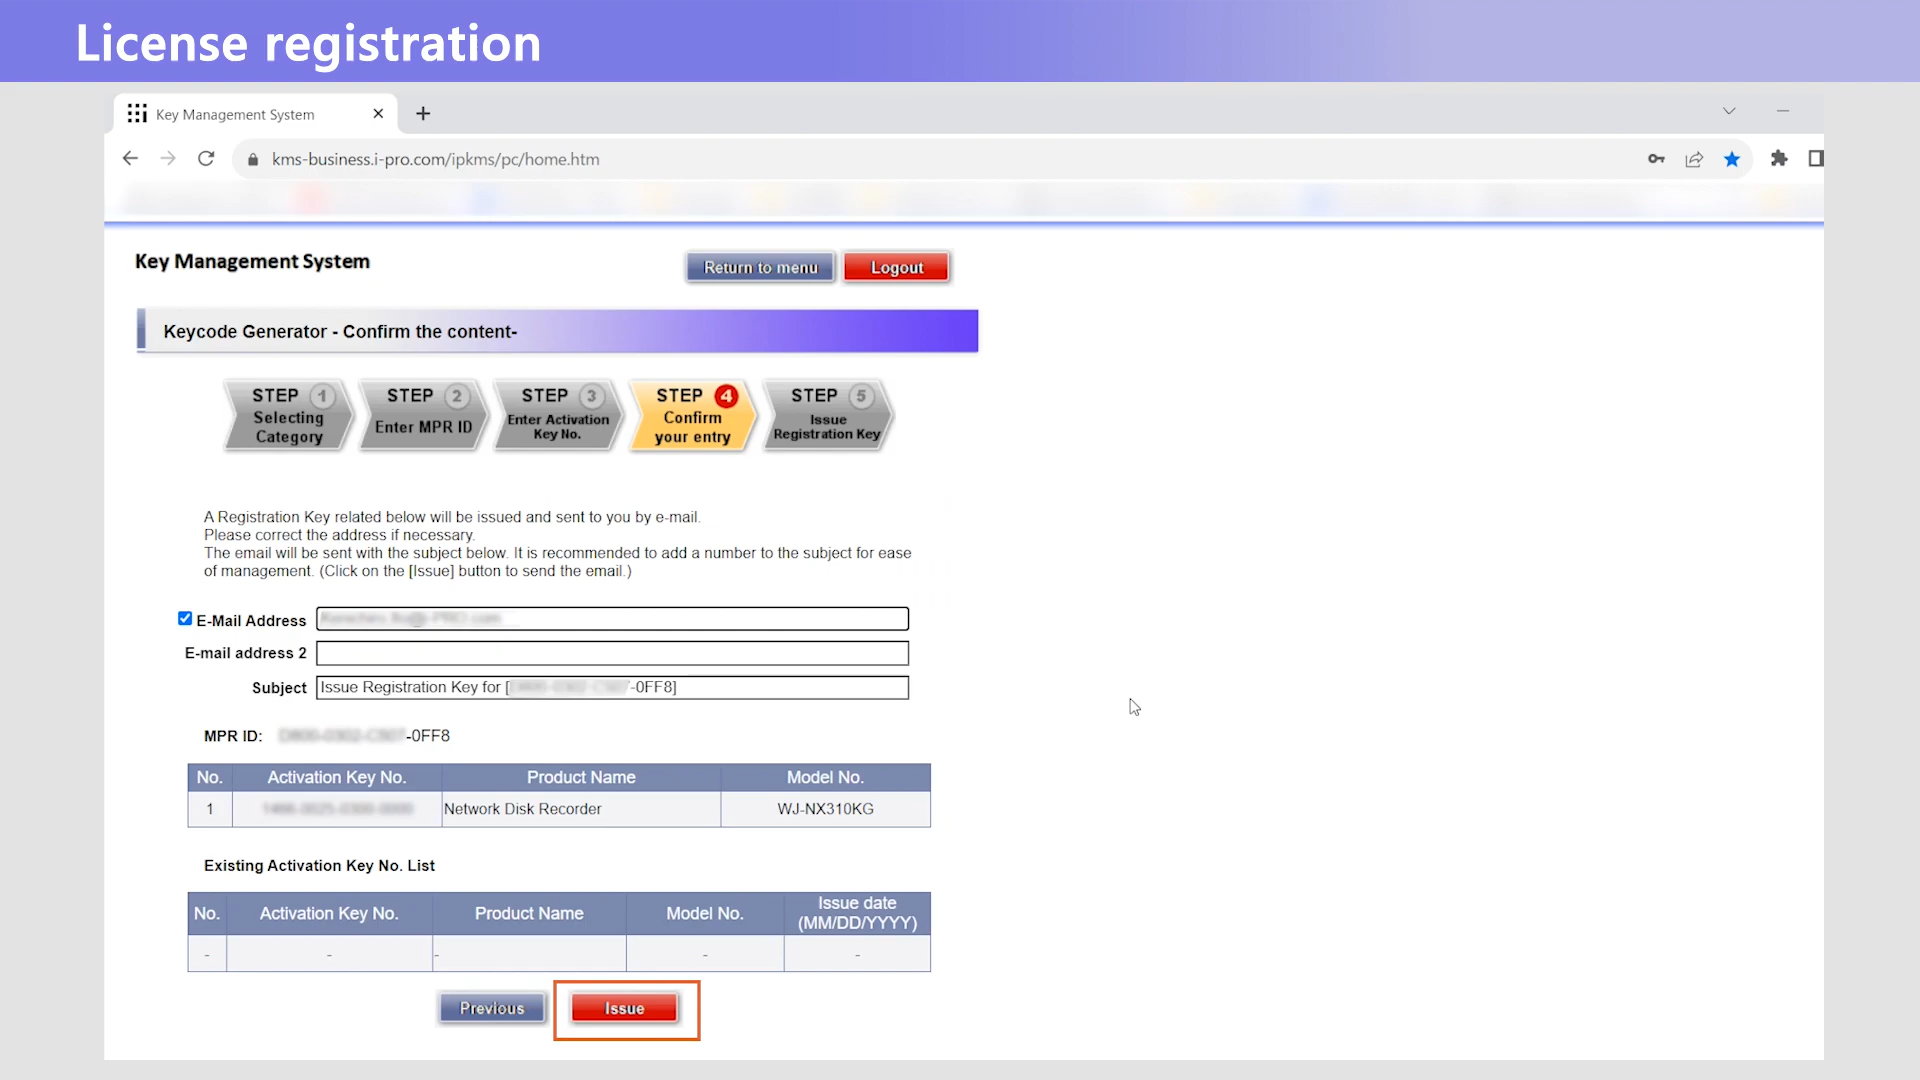 License registration
Key Management System
kms-business.i-pro.com/ipkms/pc/home.htm
Key Management System
Return to menu
Logout
Keycode Generator - Confirm the content-
STEP 1
Selecting
Category
STEP 2
Enter MPR ID
STEP 3
Enter Activation
Key No.
STEP 4
Confirm
your entry
STEP 5
Issue
Registration Key
A Registration Key related below will be issued and sent to you by e-mail.
Please correct the address if necessary.
The email will be sent with the subject below. It is recommended to add a number to the subject for ease
of management. (Click on the [Issue] button to send the email.)
E-Mail Address
E-mail address 2
Subject Issue Registration Key for [ -0FF8]
MPR ID: -0FF8
No. Activation Key No. Product Name Model No.
1 Network Disk Recorder WJ-NX310KG
Existing Activation Key No. List
No. Activation Key No. Product Name Model No. Issue date
(MM/DD/YYYY)
- - - - -
Previous
Issue